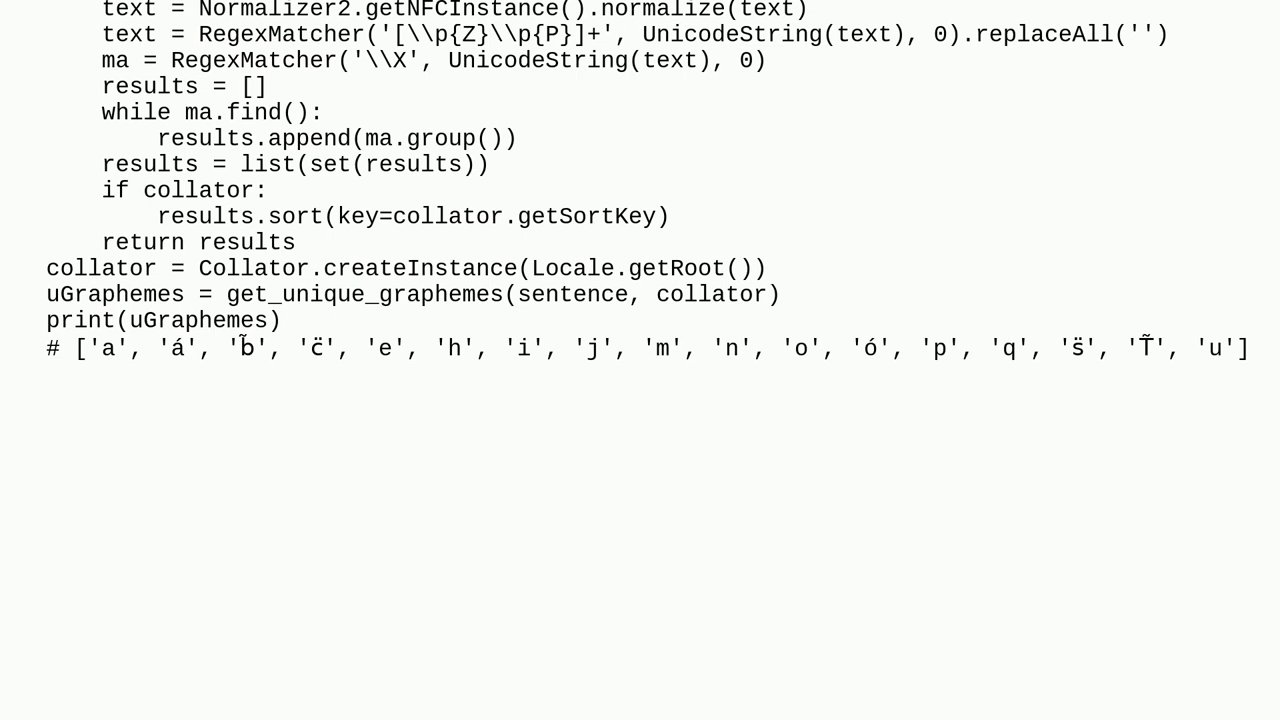 text = Normalizer2.getNFCInstance().normalize(text)
    text = RegexMatcher('[\\p{Z}\\p{P}]+', UnicodeString(text), 0).replaceAll('')
    ma = RegexMatcher('\\X', UnicodeString(text), 0)
    results = []
    while ma.find():
        results.append(ma.group())
    results = list(set(results))
    if collator:
        results.sort(key=collator.getSortKey)
    return results
collator = Collator.createInstance(Locale.getRoot())
uGraphemes = get_unique_graphemes(sentence, collator)
print(uGraphemes)
# ['a', 'á', 'b̃', 'c̈', 'e', 'h', 'i', 'j', 'm', 'n', 'o', 'ó', 'p', 'q', 's̈', 'T̃', 'u']